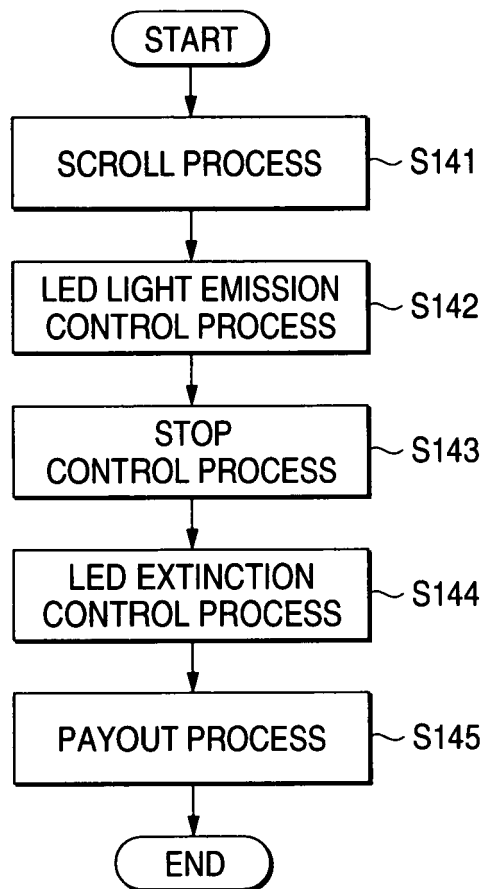 START
SCROLL PROCESS
S141
LED LIGHT EMISSION
CONTROL PROCESS
S142
STOP
CONTROL PROCESS
S143
LED EXTINCTION
CONTROL PROCESS
S144
PAYOUT PROCESS
S145
END